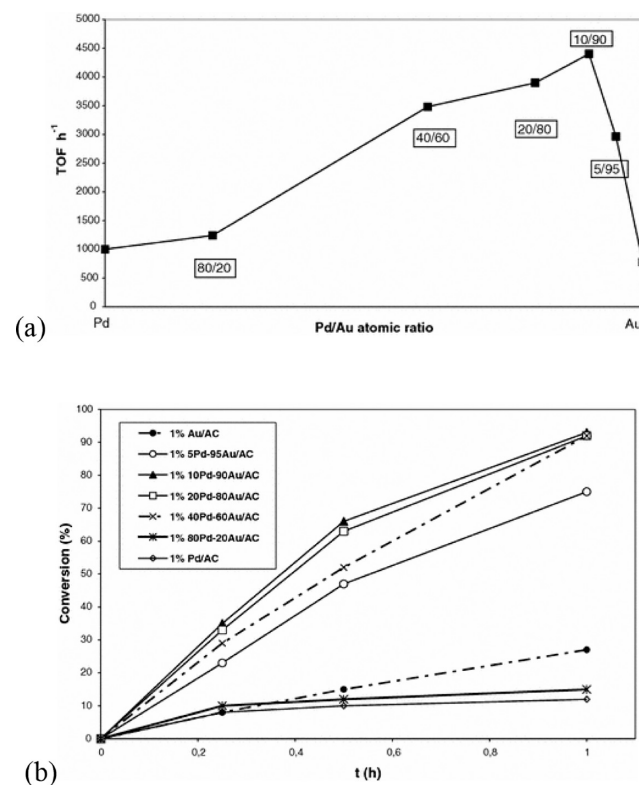 5000
4500
4000
3500
3000
2500
2000
1500
1000
500
0
TOF h⁻¹
10/90
40/60
20/80
5/95
80/20
Pd
Pd/Au atomic ratio
Au
(a)
100
90
80
70
60
50
40
30
20
10
0
Conversion (%)
1% Au/AC
1% 5Pd-95Au/AC
1% 10Pd-90Au/AC
1% 20Pd-80Au/AC
1% 40Pd-60Au/AC
1% 80Pd-20Au/AC
1% Pd/AC
0
0,2
0,4
0,6
0,8
1
t (h)
(b)